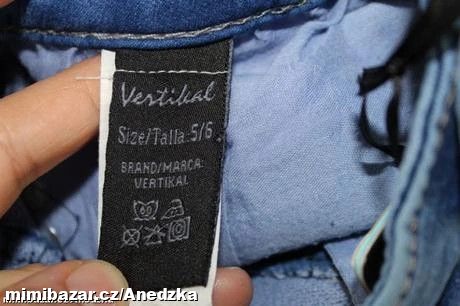 Vertikal
Size/Talla: 5/6
BRAND/MARCA:
VERTIKAL
mimibazar.cz/Anedzka